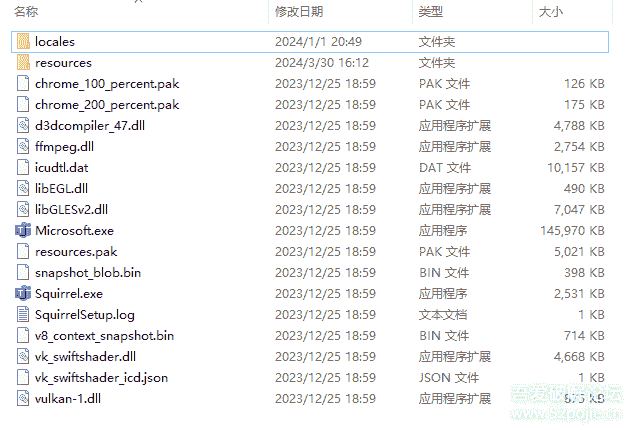 名称 修改日期 类型 大小
locales 2024/1/1 20:49 文件夹
resources 2024/3/30 16:12 文件夹
chrome_100_percent.pak 2023/12/25 18:59 PAK 文件 126 KB
chrome_200_percent.pak 2023/12/25 18:59 PAK 文件 175 KB
d3dcompiler_47.dll 2023/12/25 18:59 应用程序扩展 4,788 KB
ffmpeg.dll 2023/12/25 18:59 应用程序扩展 2,754 KB
icudtl.dat 2023/12/25 18:59 DAT 文件 10,157 KB
libEGL.dll 2023/12/25 18:59 应用程序扩展 490 KB
libGLESv2.dll 2023/12/25 18:59 应用程序扩展 7,047 KB
Microsoft.exe 2023/12/25 18:59 应用程序 145,970 KB
resources.pak 2023/12/25 18:59 PAK 文件 5,021 KB
snapshot_blob.bin 2023/12/25 18:59 BIN 文件 398 KB
Squirrel.exe 2023/12/25 18:59 应用程序 2,531 KB
SquirrelSetup.log 2023/12/25 18:59 文本文档 1 KB
v8_context_snapshot.bin 2023/12/25 18:59 BIN 文件 714 KB
vk_swiftshader.dll 2023/12/25 18:59 应用程序扩展 4,668 KB
vk_swiftshader_icd.json 2023/12/25 18:59 JSON 文件 1 KB
vulkan-1.dll 2023/12/25 18:59 应用程序扩展 KB
吾爱破解论坛
www.52pojie.cn